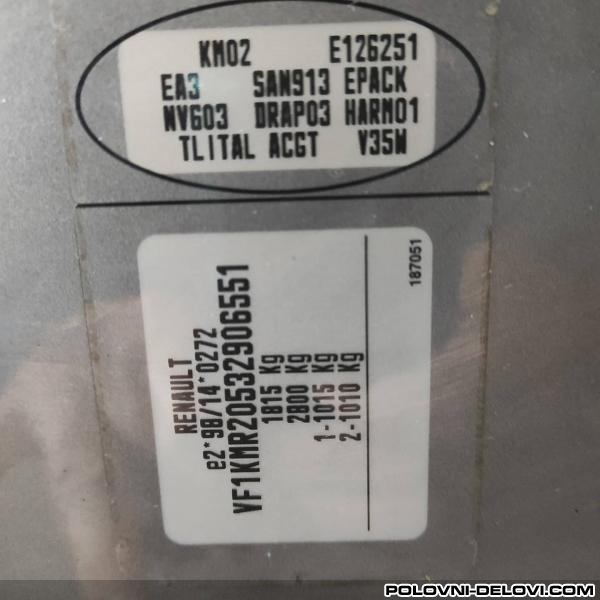 KM02 E126251
EA3 SAN913 EPACK
NV603 DRAP03 HARM01
TLITAL ACGT V35W
RENAULT
e2*98/14*0272
VF1KMR20532906551
1815 Kg
2800 Kg
1-1015 Kg
2-1010 Kg
187051
POLOVNI-DELOVI.COM